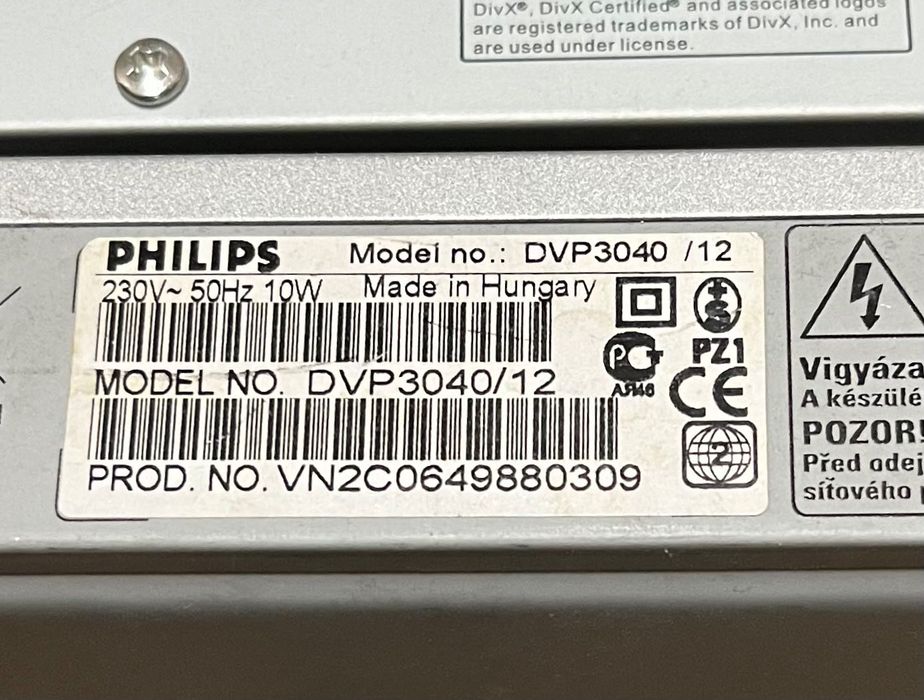 DivX®, DivX Certified® and associated logos
are registered trademarks of DivX, Inc. and
are used under license.
PHILIPS Model no.: DVP3040 /12
230V~ 50Hz 10W Made in Hungary
PZ1
CE
MODEL NO. DVP3040/12
2
PROD. NO. VN2C0649880309
Vigyáza
A készülé
POZOR!
Před odej
síťového